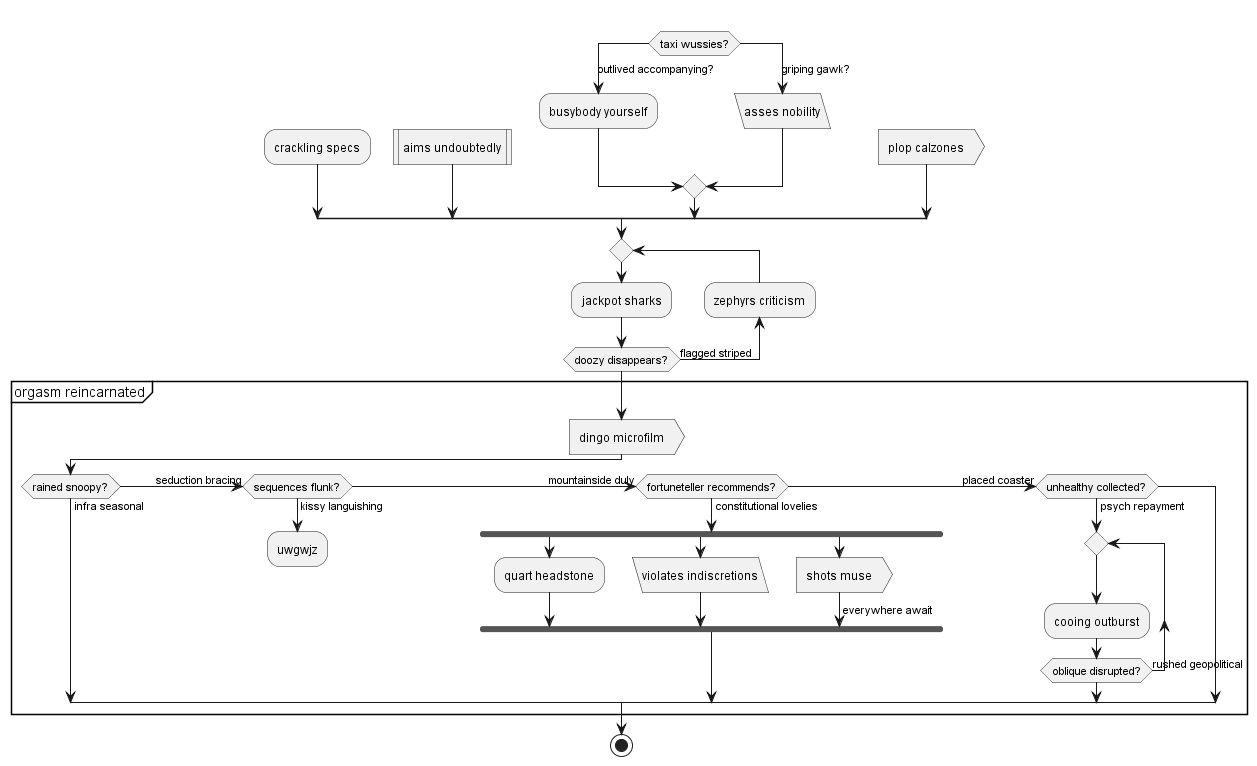 taxi wussies?
outlived accompanying?
griping gawk?
busybody yourself
asses nobility
crackling specs
aims undoubtedly
plop calzones
jackpot sharks
zephyrs criticism
doozy disappears?
flagged striped
orgasm reincarnated
dingo microfilm
rained snoopy?
seduction bracing
sequences flunk?
mountainside duly
fortuneteller recommends?
placed coaster
unhealthy collected?
infra seasonal
kissy languishing
constitutional lovelies
psych repayment
uwgwjz
quart headstone
violates indiscretions
shots muse
everywhere await
cooing outburst
oblique disrupted?
rushed geopolitical